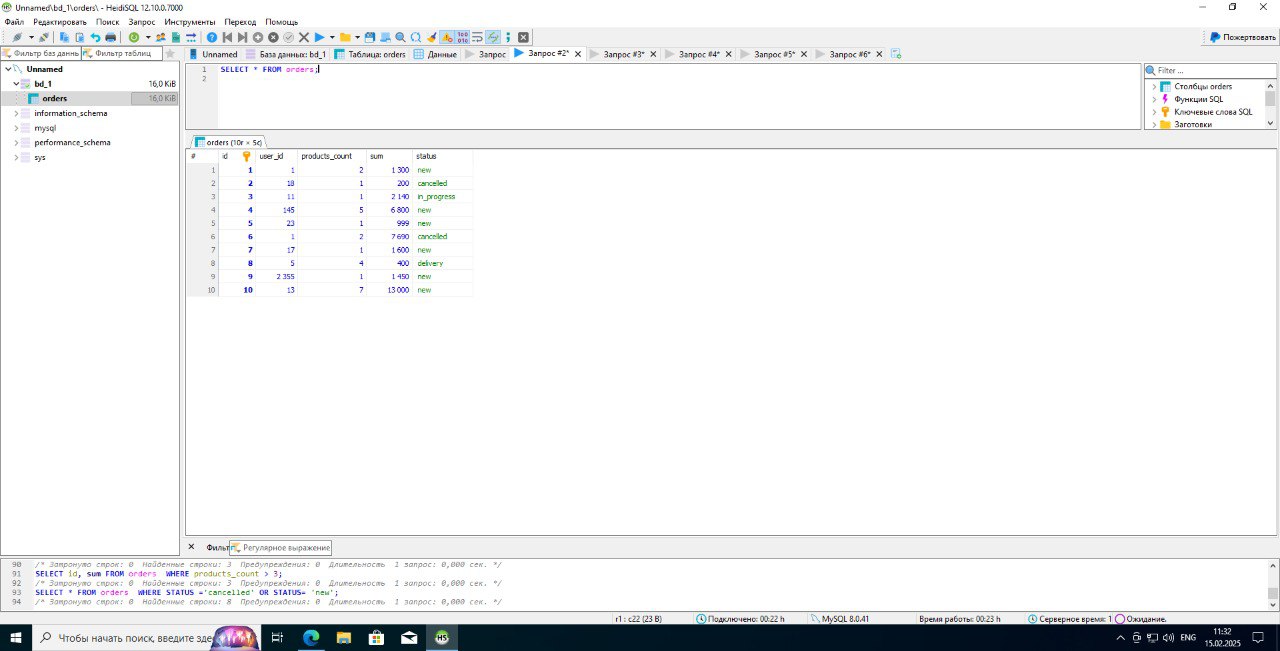 Unnamed\bd_1\orders\ - HeidiSQL 12.10.0.7000
Файл Редактировать Поиск Запрос Инструменты Переход Помощь
Пожертвовать
Фильтр баз данн Фильтр таблиц
Unnamed База данных: bd_1 Таблица: orders Данные Запрос Запрос #2* Запрос #3* Запрос #4* Запрос #5* Запрос #6*
Unnamed
bd_1 16,0 KiB
orders 16,0 KiB
information_schema
mysql
performance_schema
sys
1 SELECT * FROM orders;
2
Filter ...
Столбцы orders
Функции SQL
Ключевые слова SQL
Заготовки
orders (10r × 5c)
# id user_id products_count sum status
1 1 1 2 1 300 new
2 2 18 1 200 cancelled
3 3 11 1 2 140 in_progress
4 4 145 5 6 800 new
5 5 23 1 999 new
6 6 1 2 7 690 cancelled
7 7 17 1 1 600 new
8 8 5 4 400 delivery
9 9 2 355 1 1 450 new
10 10 13 7 13 000 new
Фильт Регулярное выражение
90 /* Затронуто строк: 0 Найденные строки: 3 Предупреждения: 0 Длительность 1 запрос: 0,000 сек. */
91 SELECT id, sum FROM orders WHERE products_count > 3;
92 /* Затронуто строк: 0 Найденные строки: 3 Предупреждения: 0 Длительность 1 запрос: 0,000 сек. */
93 SELECT * FROM orders WHERE STATUS ='cancelled' OR STATUS= 'new';
94 /* Затронуто строк: 0 Найденные строки: 8 Предупреждения: 0 Длительность 1 запрос: 0,000 сек. */
r1 : c22 (23 B) Подключено: 00:22 h MySQL 8.0.41 Время работы: 00:23 h Серверное время: 1 Ожидание.
Чтобы начать поиск, введите зде
HS
ENG
11:32
15.02.2025